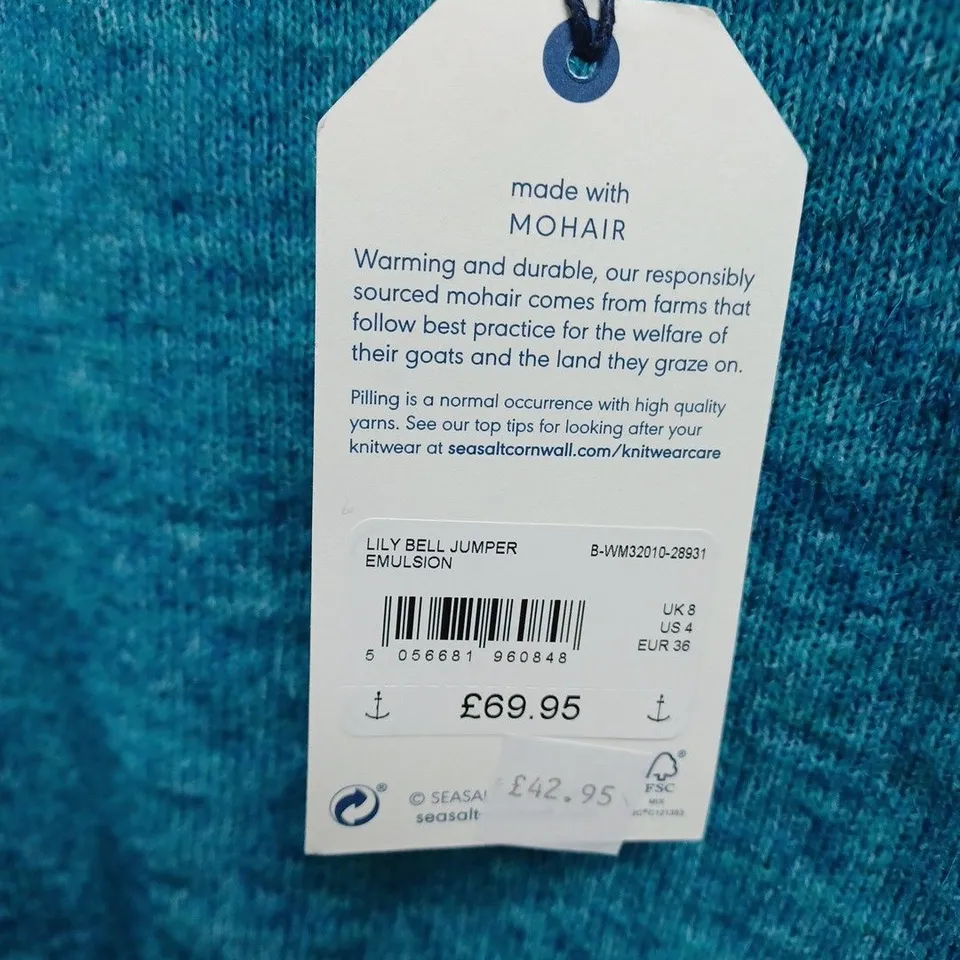 made with
MOHAIR
Warming and durable, our responsibly
sourced mohair comes from farms that
follow best practice for the welfare of
their goats and the land they graze on.
Pilling is a normal occurrence with high quality
yarns. See our top tips for looking after your
knitwear at seasaltcornwall.com/knitwearcare
LILY BELL JUMPER B-WM32010-28931
EMULSION
UK 8
US 4
EUR 36
5 056681 960848
£69.95
£42.95
® ®
FSC
MIX
© SEASA
seasalt